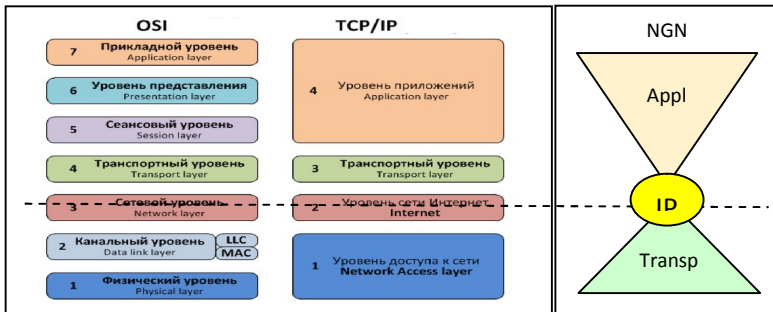 OSI
TCP/IP
7 Прикладной уровень
Application layer
6 Уровень представления
Presentation layer
5 Сеансовый уровень
Session layer
4 Транспортный уровень
Transport layer
3 Сетевой уровень
Network layer
2 Канальный уровень
Data link layer
LLC
MAC
1 Физический уровень
Physical layer
4 Уровень приложений
Application layer
3 Транспортный уровень
Transport layer
2 Уровень сети Интернет
Internet
1 Уровень доступа к сети
Network Access layer
NGN
Appl
ID
Transp